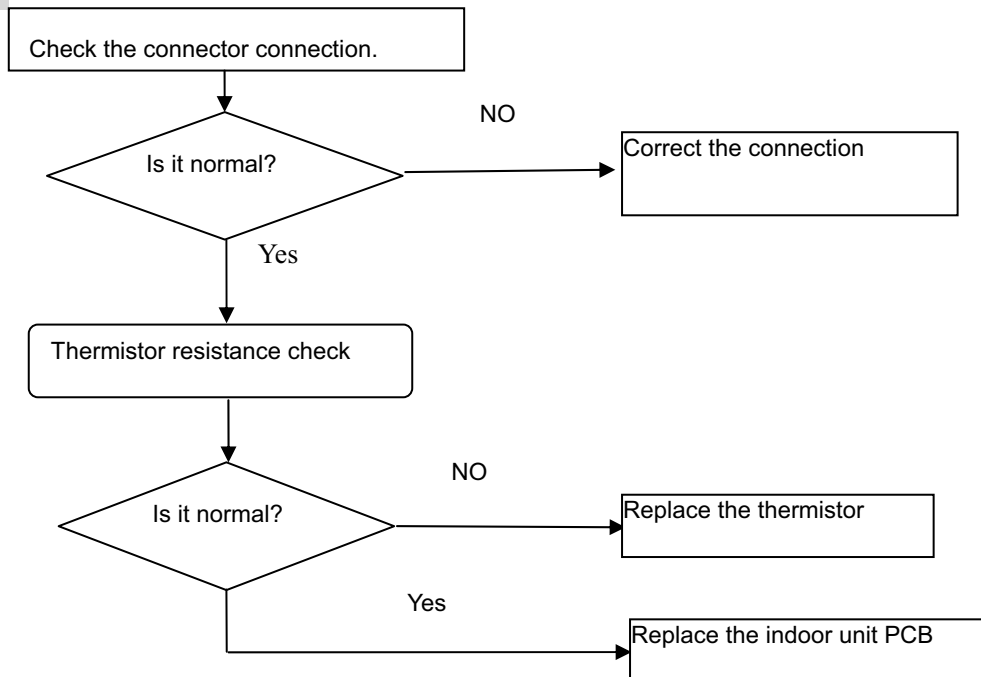 Check the connector connection.
NO
Is it normal?
Correct the connection
Yes
Thermistor resistance check
NO
Is it normal?
Replace the thermistor
Yes
Replace the indoor unit PCB